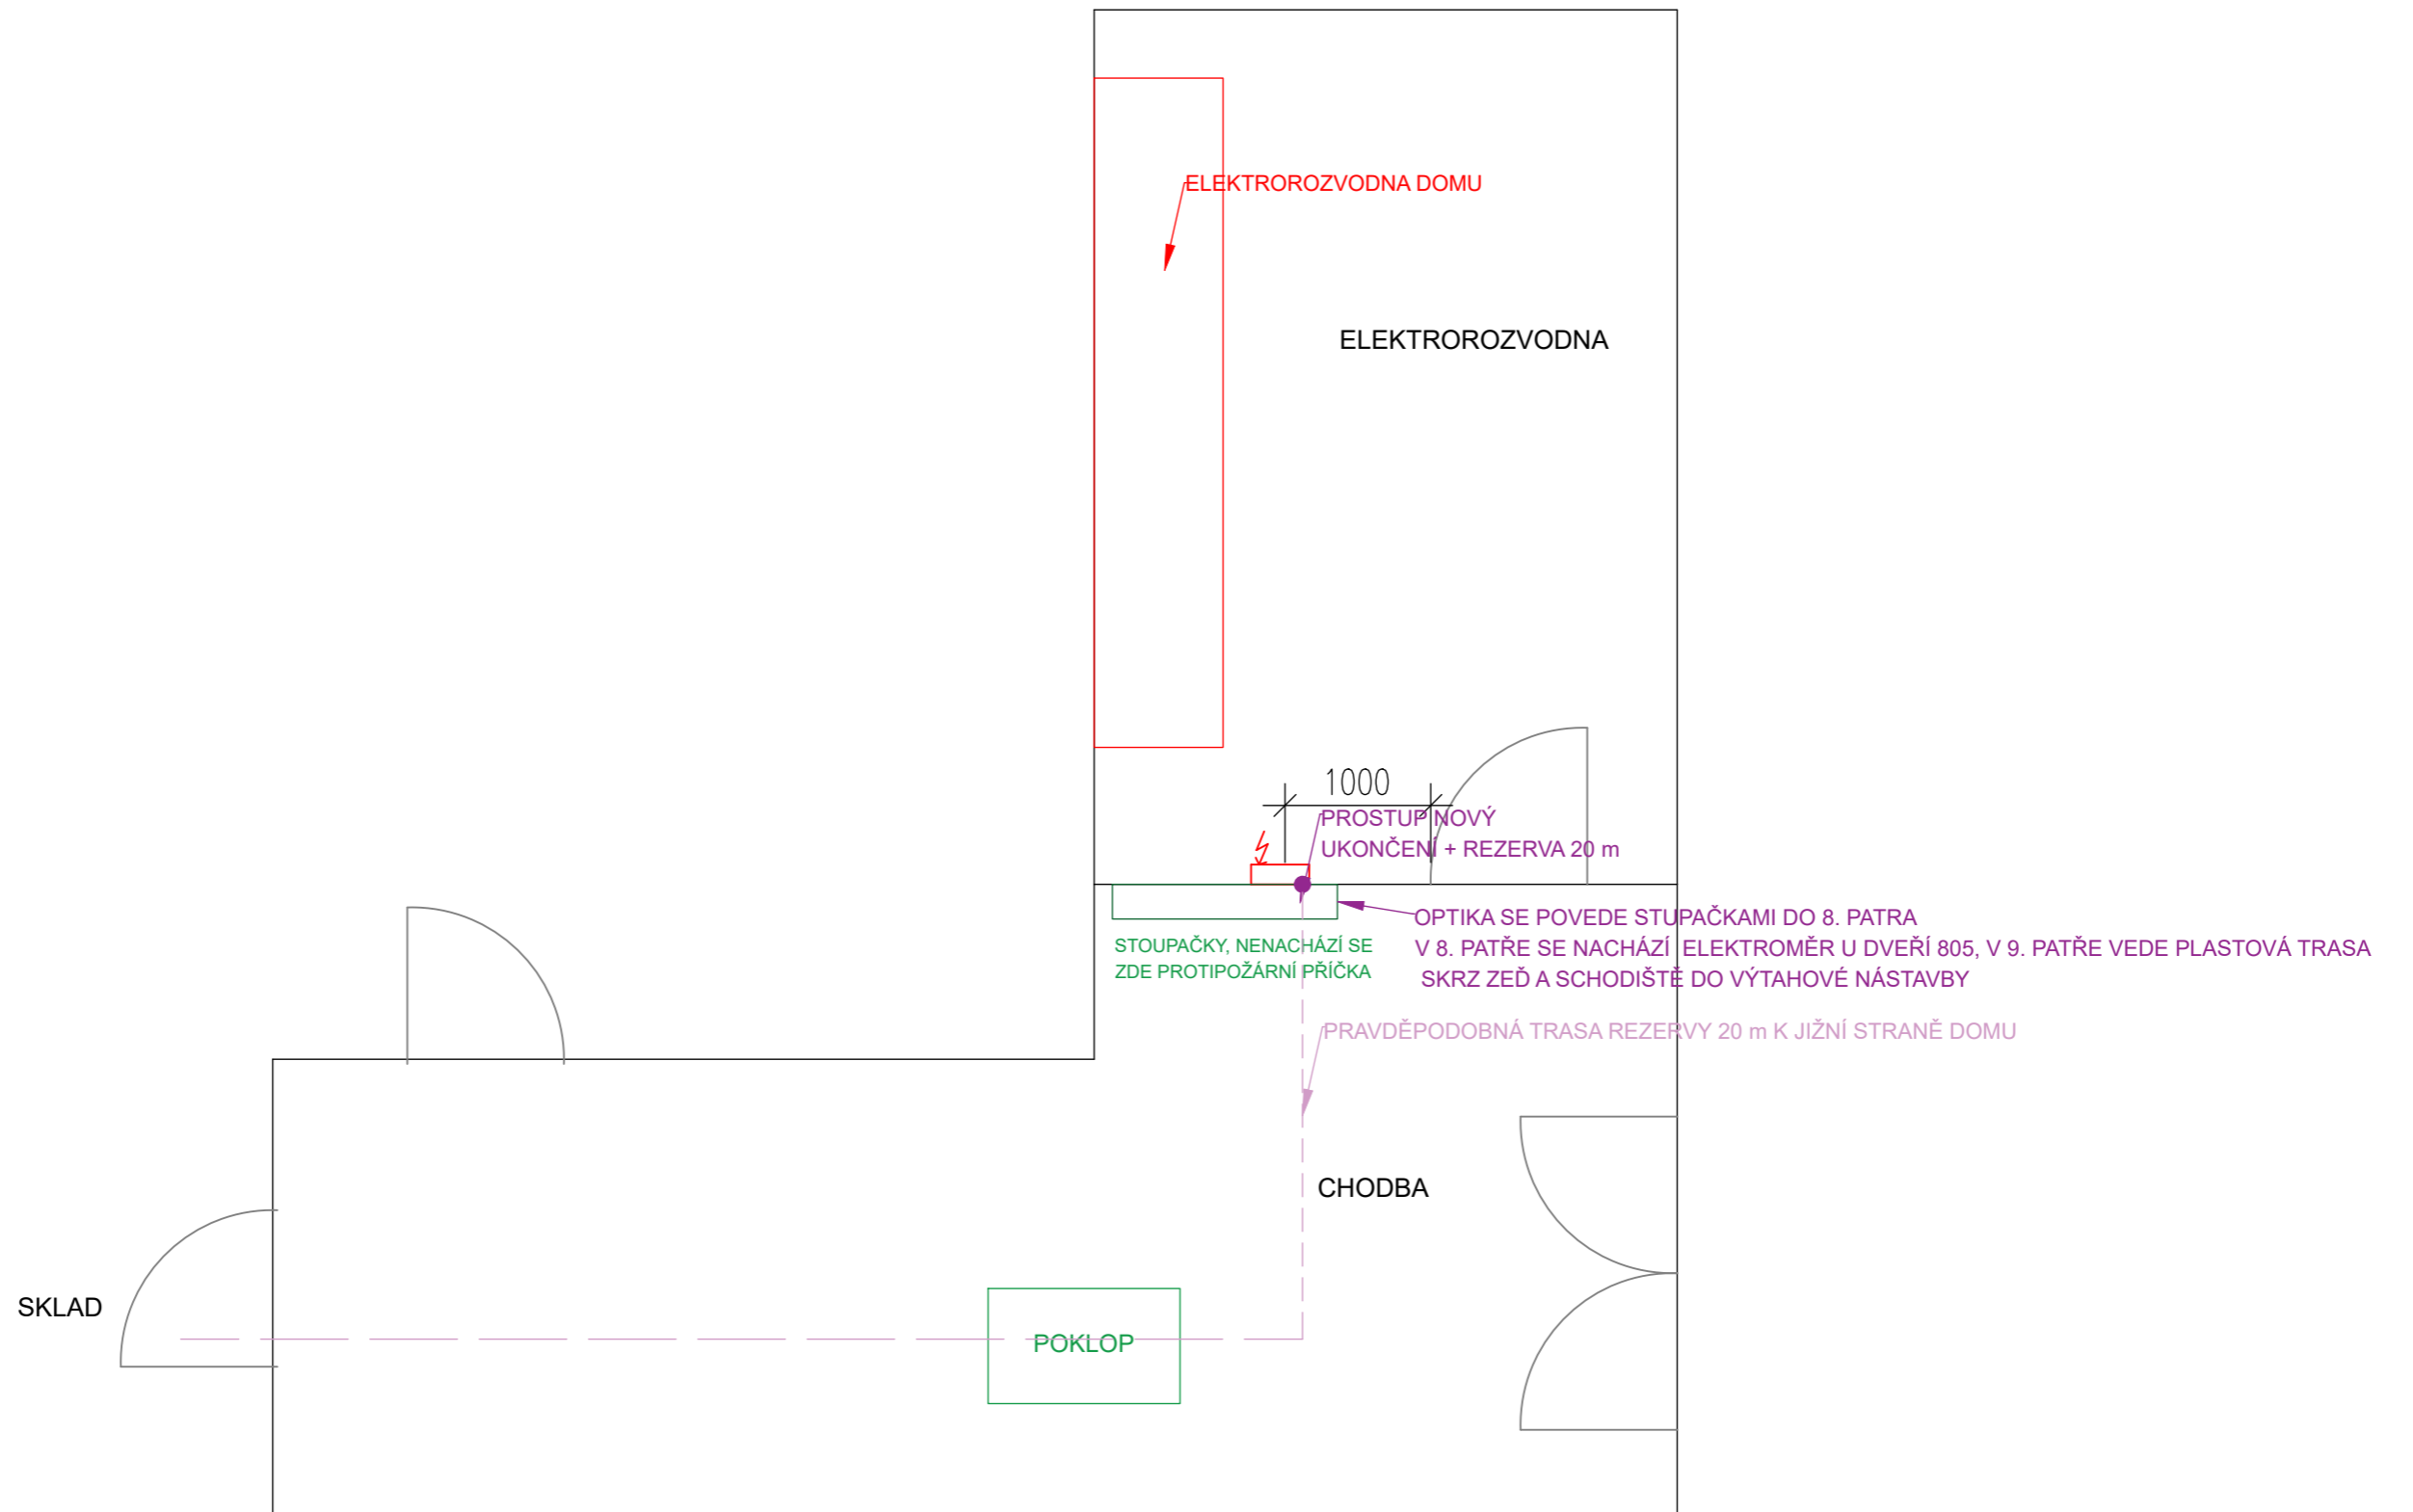 ELEKTROROZVODNA DOMU
ELEKTROROZVODNA
1000
PROSTUP NOVÝ
UKONČENÍ + REZERVA 20 m
OPTIKA SE POVEDE STUPAČKAMI DO 8. PATRA
V 8. PATŘE SE NACHÁZÍ ELEKTROMĚR U DVEŘÍ 805, V 9. PATŘE VEDE PLASTOVÁ TRASA
SKRZ ZEĎ A SCHODIŠTĚ DO VÝTAHOVÉ NÁSTAVBY
STOUPAČKY, NENACHÁZÍ SE
ZDE PROTIPOŽÁRNÍ PŘÍČKA
PRAVDĚPODOBNÁ TRASA REZERVY 20 m K JIŽNÍ STRANĚ DOMU
CHODBA
SKLAD
POKLOP